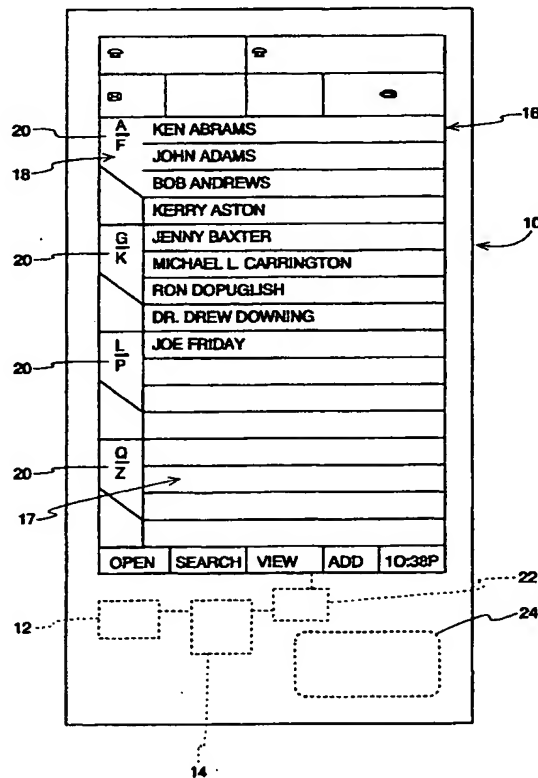 16
20
A
F
KEN ABRAMS
18
JOHN ADAMS
BOB ANDREWS
KERRY ASTON
10
20
G
K
JENNY BAXTER
MICHAEL L. CARRINGTON
RON DOPUGLISH
DR. DREW DOWNING
20
L
P
JOE FRIDAY
20
Q
Z
17
OPEN SEARCH VIEW ADD 10:38P
22
12
24
14